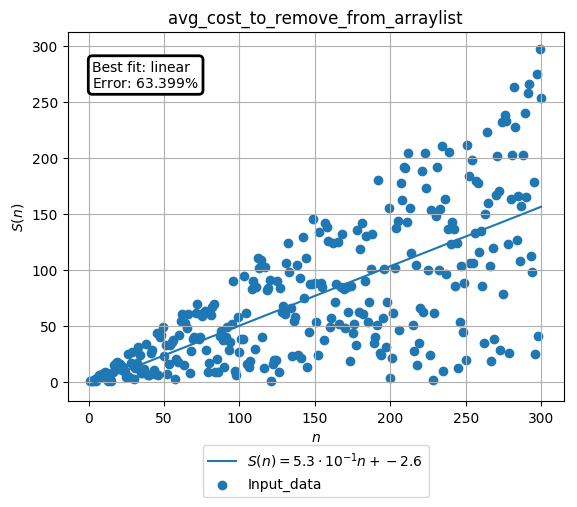 avg_cost_to_remove_from_arraylist
Best fit: linear
Error: 63.399%
300
250
200
150
100
50
0
S(n)
0 50 100 150 200 250 300
n
S(n) = 5.3 · 10⁻¹n + −2.6
Input_data